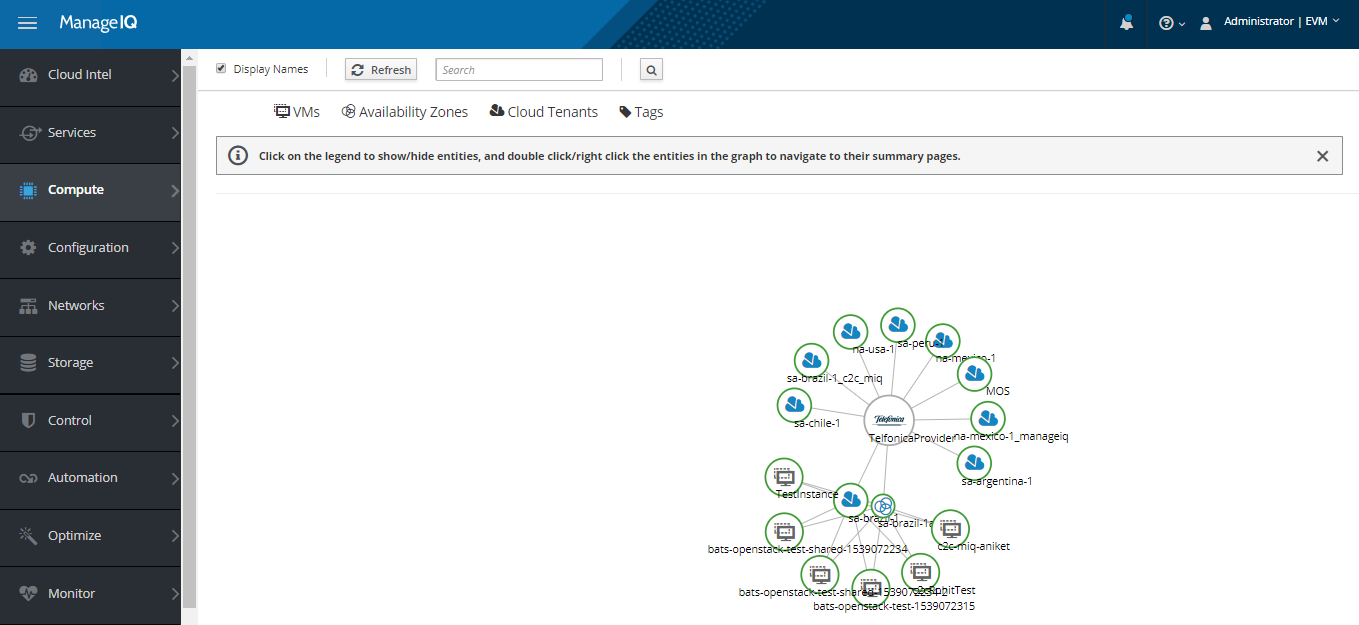 ManageIQ
Administrator | EVM
Cloud Intel
Services
Compute
Configuration
Networks
Storage
Control
Automation
Optimize
Monitor
Display Names
Refresh
Search
VMs
Availability Zones
Cloud Tenants
Tags
Click on the legend to show/hide entities, and double click/right click the entities in the graph to navigate to their summary pages.
na-usa-1
sa-peru
na-mexico-1
sa-brazil-1_c2c_miq
MOS
sa-chile-1
Telefónica
TelfonicaProvider
na-mexico-1_manageiq
sa-argentina-1
TestInstance
sa-brazil-1
sa-brazil-1a
c2c-miq-aniket
bats-openstack-test-shared-1539072234
bats-openstack-test-shared-1539072234-2
bats-openstack-test-1539072315